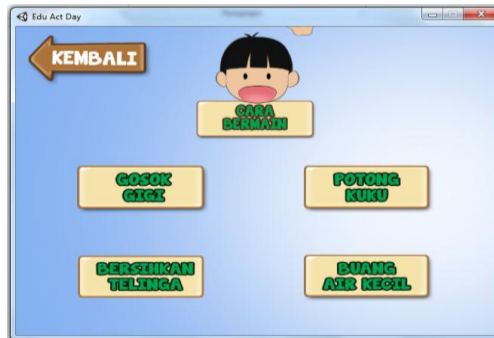 Edu Act Day
KEMBALI
CARA
BERMAIN
GOSOK
GIGI
POTONG
KUKU
BERSIHKAN
TELINGA
BUANG
AIR KECIL